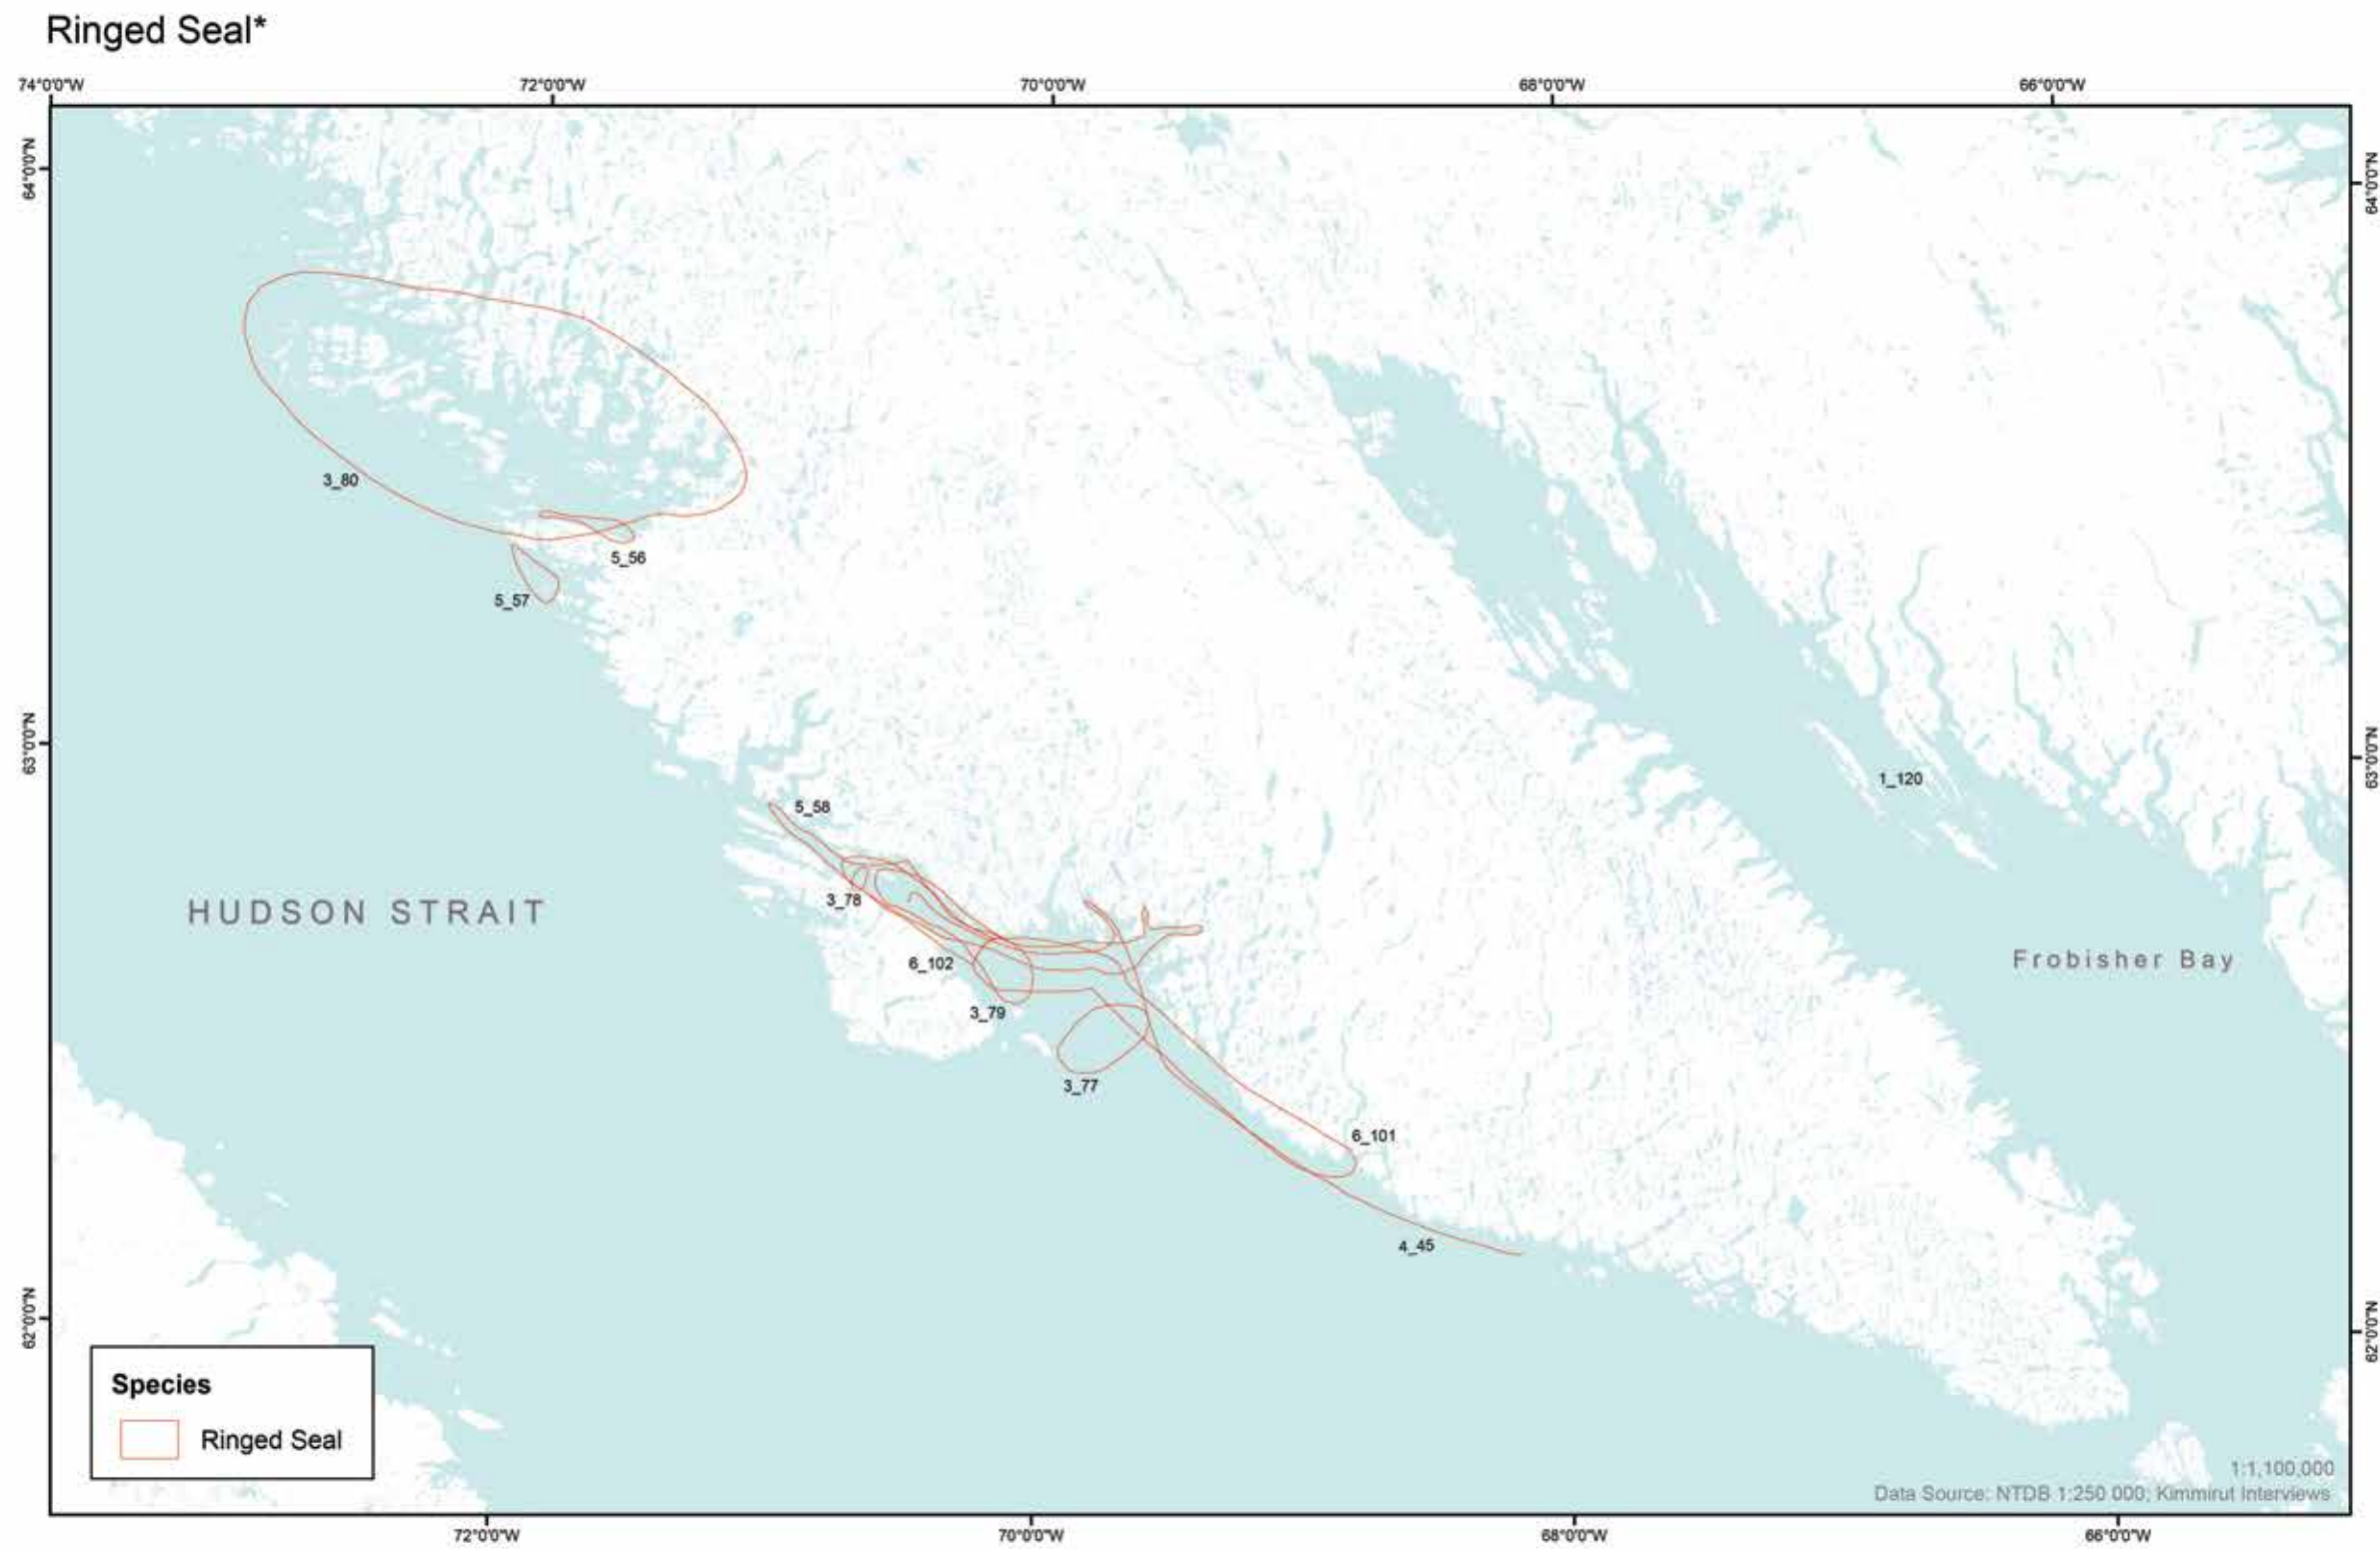 Ringed Seal*
74°0'0"W
72°0'0"W
70°0'0"W
68°0'0"W
66°0'0"W
64°0'0"N
64°0'0"N
3_80
5_56
5_57
63°0'0"N
63°0'0"N
1_120
5_58
3_78
HUDSON STRAIT
6_102
Frobisher Bay
3_79
3_77
6_101
4_45
62°0'0"N
62°0'0"N
Species
Ringed Seal
1:1,100,000
Data Source: NTDB 1:250 000; Kimmirut Interviews
72°0'0"W
70°0'0"W
68°0'0"W
66°0'0"W